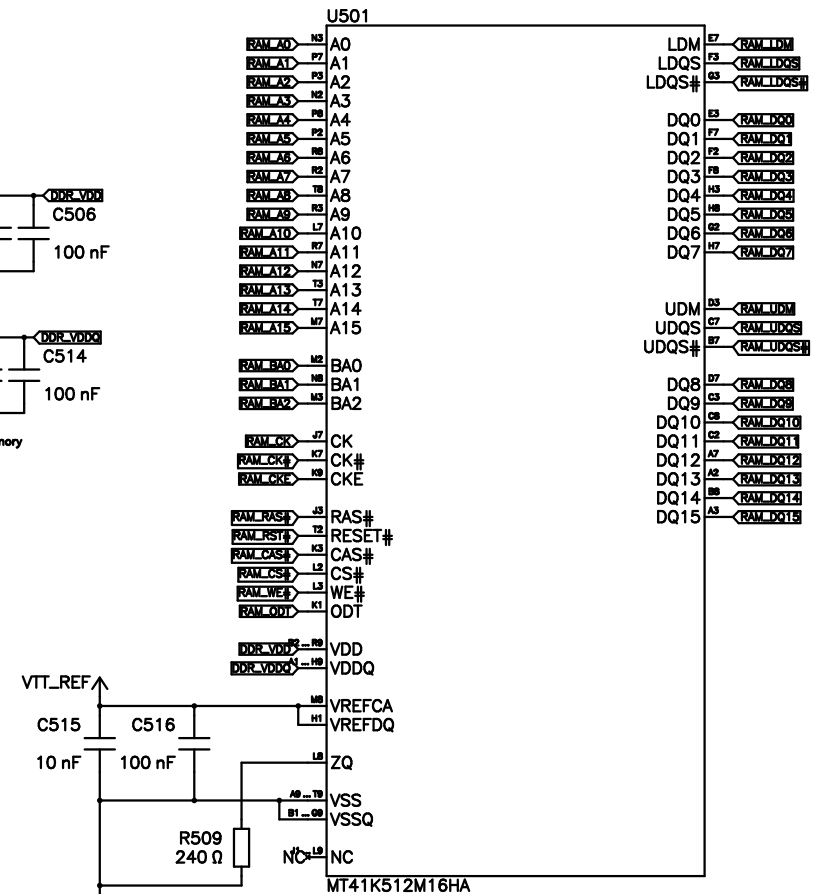 U501
RAM_A0 N3 A0
RAM_A1 P7 A1
RAM_A2 P3 A2
RAM_A3 N2 A3
RAM_A4 P8 A4
RAM_A5 P2 A5
RAM_A6 R8 A6
RAM_A7 R2 A7
RAM_A8 T8 A8
RAM_A9 R3 A9
RAM_A10 L7 A10
RAM_A11 R7 A11
RAM_A12 N7 A12
RAM_A13 T3 A13
RAM_A14 T7 A14
RAM_A15 M7 A15
RAM_BA0 M2 BA0
RAM_BA1 N8 BA1
RAM_BA2 M3 BA2
RAM_CK J7 CK
RAM_CK# K7 CK#
RAM_CKE K9 CKE
RAM_RAS# J3 RAS#
RAM_RST# T2 RESET#
RAM_CAS# K3 CAS#
RAM_CS# L2 CS#
RAM_WE# L3 WE#
RAM_ODT K1 ODT
DDR_VDD B2 ... R9 VDD
DDR_VDDQ A1 ... H9 VDDQ
M8 VREFCA
H1 VREFDQ
L8 ZQ
A9 ... T9 VSS
B1 ... G9 VSSQ
NC J1 ... L9 NC
LDM E7 RAM_LDM
LDQS F3 RAM_LDQS
LDQS# G3 RAM_LDQS#
DQ0 E3 RAM_DQ0
DQ1 F7 RAM_DQ1
DQ2 F2 RAM_DQ2
DQ3 F8 RAM_DQ3
DQ4 H3 RAM_DQ4
DQ5 H8 RAM_DQ5
DQ6 G2 RAM_DQ6
DQ7 H7 RAM_DQ7
UDM D3 RAM_UDM
UDQS C7 RAM_UDQS
UDQS# B7 RAM_UDQS#
DQ8 D7 RAM_DQ8
DQ9 C3 RAM_DQ9
DQ10 C8 RAM_DQ10
DQ11 C2 RAM_DQ11
DQ12 A7 RAM_DQ12
DQ13 A2 RAM_DQ13
DQ14 B8 RAM_DQ14
DQ15 A3 RAM_DQ15
MT41K512M16HA
DDR_VDD
C506
100 nF
DDR_VDDQ
C514
100 nF
mory
VTT_REF
C515
10 nF
C516
100 nF
R509
240 Ω